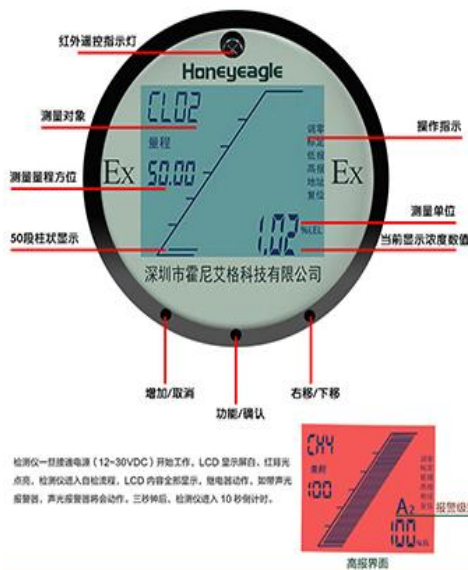 红外遥控指示灯
Honeyeagle
CLO2
测量对象
量程
调零
标定
低报
高报
地址
复位
操作指示
Ex
Ex
测量量程方位
50.00
测量单位
%LEL
1.02
50段柱状显示
当前显示浓度数值
深圳市霍尼艾格科技有限公司
增加/取消
右移/下移
功能/确认
检测仪一旦接通电源(12~30VDC)开始工作,LCD 显示屏白、红背光
点亮,检测仪进入自检流程,LCD 内容全部显示,继电器动作,如带声光
报警器,声光报警器将会动作,三秒钟后,检测仪进入 10 秒倒计时。
CH4
量程
100
A2
报警级
100
%LEL
高报界面